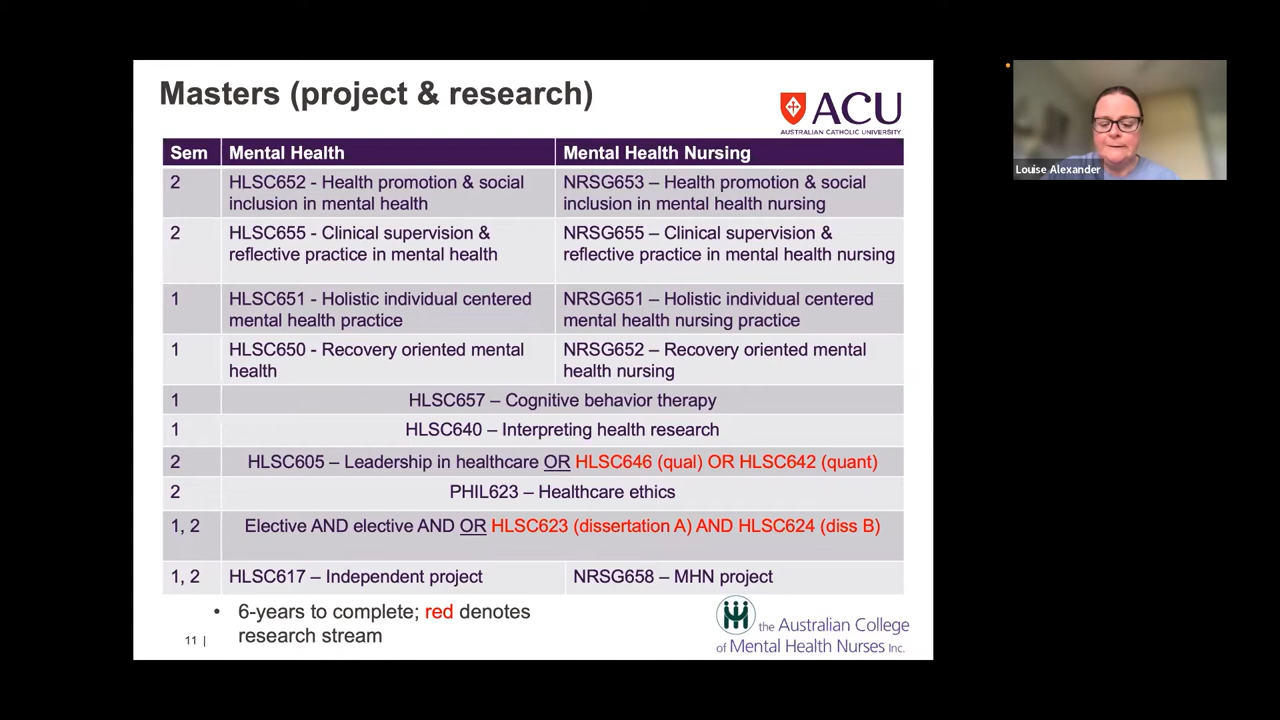 Masters (project & research)
ACU
AUSTRALIAN CATHOLIC UNIVERSITY
Sem Mental Health Mental Health Nursing
2 HLSC652 - Health promotion & social NRSG653 – Health promotion & social
inclusion in mental health inclusion in mental health nursing
2 HLSC655 - Clinical supervision & NRSG655 – Clinical supervision &
reflective practice in mental health reflective practice in mental health nursing
1 HLSC651 - Holistic individual centered NRSG651 – Holistic individual centered
mental health practice mental health nursing practice
1 HLSC650 - Recovery oriented mental NRSG652 – Recovery oriented mental
health health nursing
1 HLSC657 – Cognitive behavior therapy
1 HLSC640 – Interpreting health research
2 HLSC605 – Leadership in healthcare OR HLSC646 (qual) OR HLSC642 (quant)
2 PHIL623 – Healthcare ethics
1, 2 Elective AND elective AND OR HLSC623 (dissertation A) AND HLSC624 (diss B)
1, 2 HLSC617 – Independent project NRSG658 – MHN project
• 6-years to complete; red denotes
research stream
11 |
the Australian College
of Mental Health Nurses Inc.
Louise Alexander